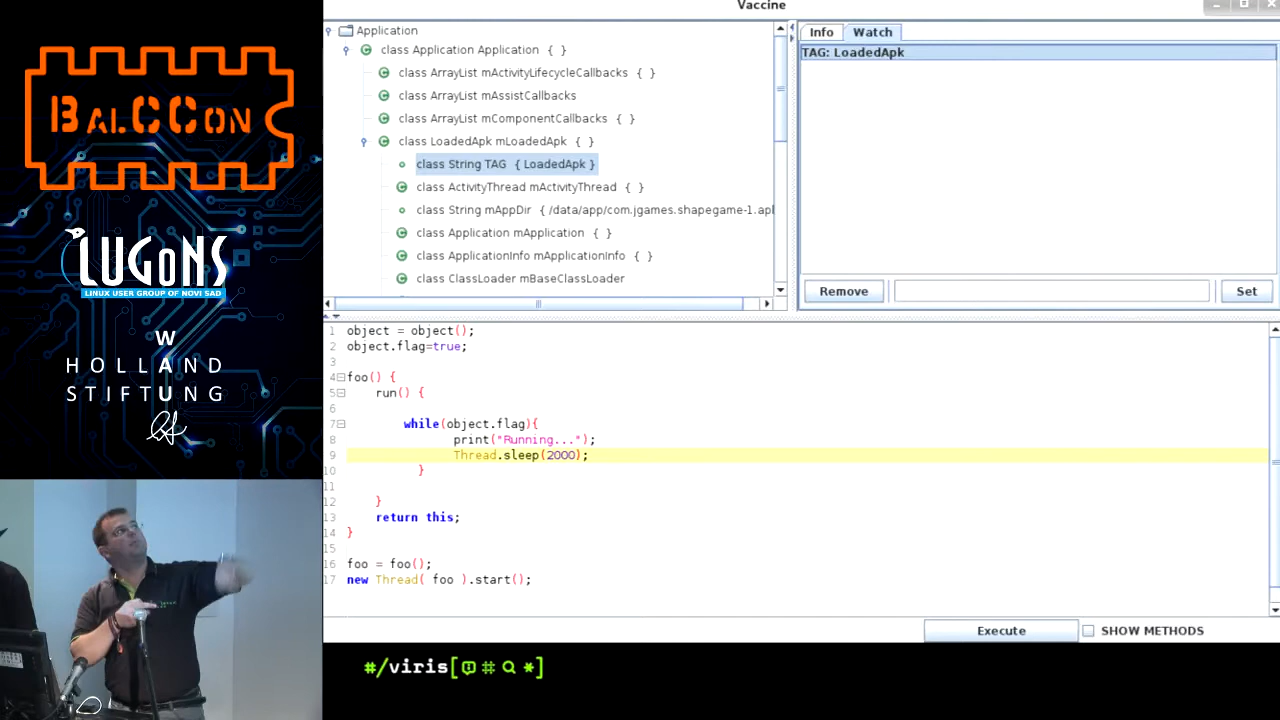 BALCCON
LUGONS
LINUX USER GROUP OF NOVI SAD
W
HOLLAND
STIFTUNG
Vaccine
Application
class Application Application { }
class ArrayList mActivityLifecycleCallbacks { }
class ArrayList mAssistCallbacks
class ArrayList mComponentCallbacks { }
class LoadedApk mLoadedApk { }
class String TAG { LoadedApk }
class ActivityThread mActivityThread { }
class String mAppDir { /data/app/com.jgames.shapegame-1.apk
class Application mApplication { }
class ApplicationInfo mApplicationInfo { }
class ClassLoader mBaseClassLoader
Info Watch
TAG: LoadedApk
Remove Set
1 object = object();
2 object.flag=true;
3
4 foo() {
5 run() {
6
7 while(object.flag){
8 print("Running...");
9 Thread.sleep(2000);
10 }
11
12 }
13 return this;
14 }
15
16 foo = foo();
17 new Thread( foo ).start();
Execute SHOW METHODS
#/viris[ # *]